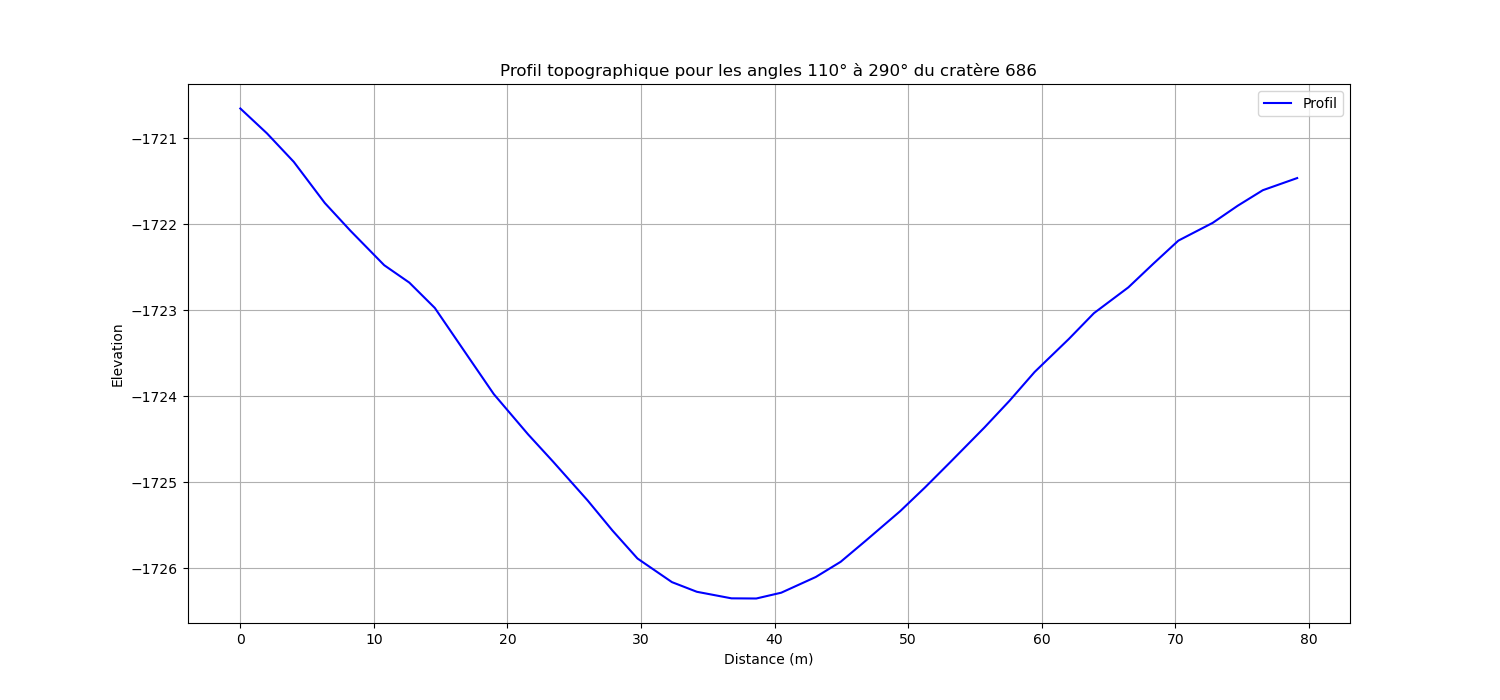 Profil topographique pour les angles 110° à 290° du cratère 686
Profil
−1721
−1722
−1723
−1724
−1725
−1726
Elevation
0 10 20 30 40 50 60 70 80
Distance (m)